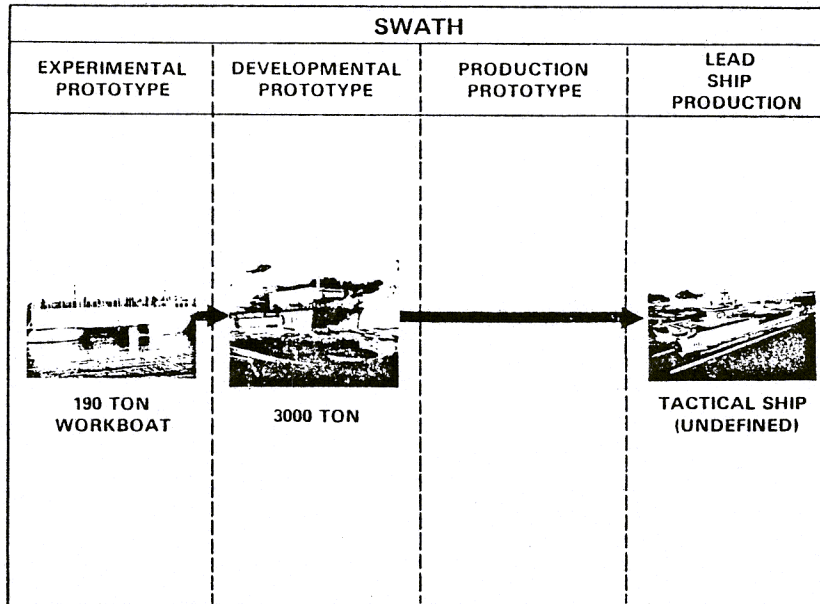 SWATH
EXPERIMENTAL
PROTOTYPE
DEVELOPMENTAL
PROTOTYPE
PRODUCTION
PROTOTYPE
LEAD
SHIP
PRODUCTION
190 TON
WORKBOAT
3000 TON
TACTICAL SHIP
(UNDEFINED)